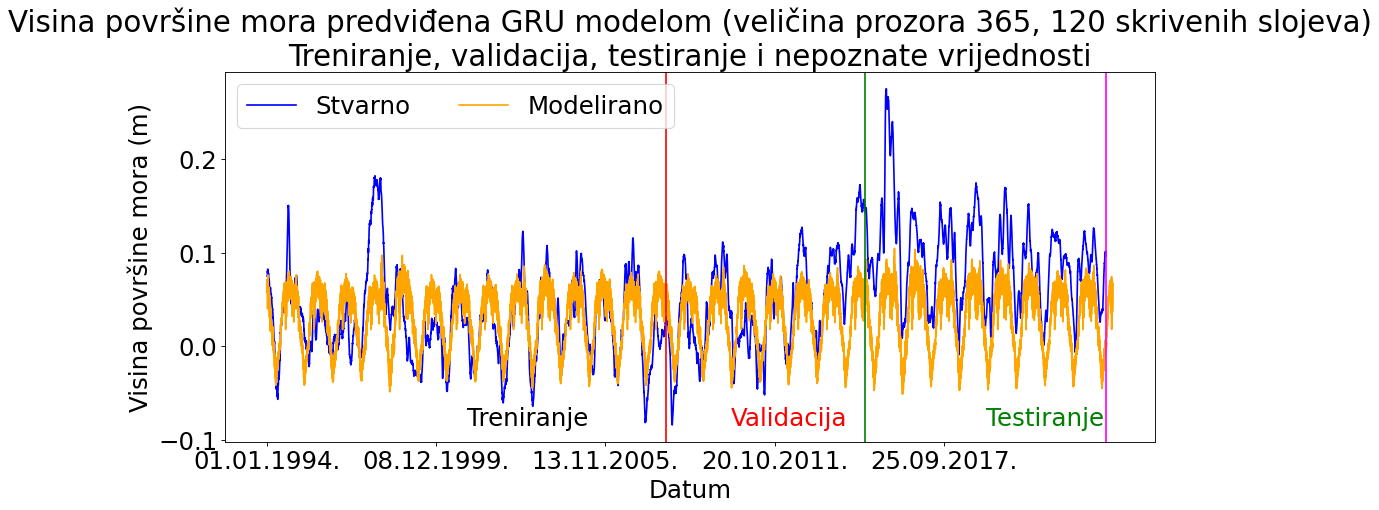 Visina površine mora predviđena GRU modelom (veličina prozora 365, 120 skrivenih slojeva)
Treniranje, validacija, testiranje i nepoznate vrijednosti
Stvarno Modelirano
Visina površine mora (m)
0.2
0.1
0.0
−0.1
Treniranje Validacija Testiranje
01.01.1994. 08.12.1999. 13.11.2005. 20.10.2011. 25.09.2017.
Datum